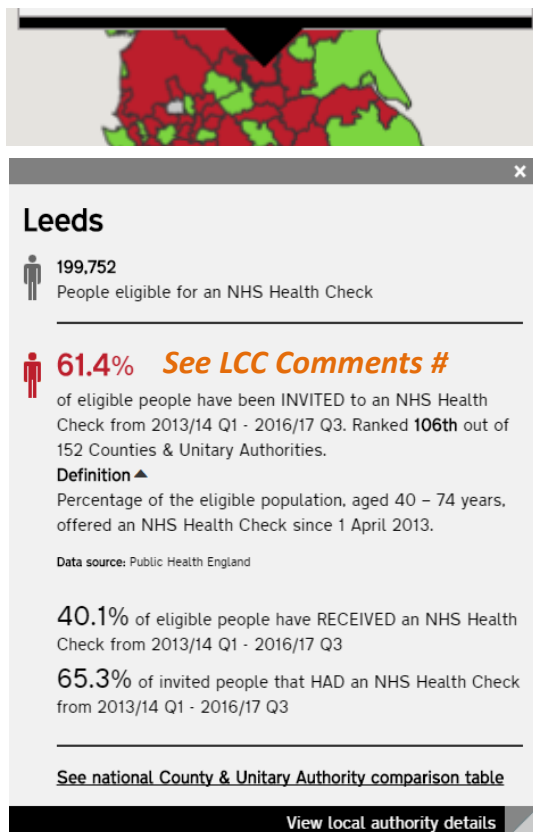 ×
Leeds
199,752
People eligible for an NHS Health Check
61.4% See LCC Comments #
of eligible people have been INVITED to an NHS Health
Check from 2013/14 Q1 - 2016/17 Q3. Ranked 106th out of
152 Counties & Unitary Authorities.
Definition ▲
Percentage of the eligible population, aged 40 – 74 years,
offered an NHS Health Check since 1 April 2013.
Data source: Public Health England
40.1% of eligible people have RECEIVED an NHS Health
Check from 2013/14 Q1 - 2016/17 Q3
65.3% of invited people that HAD an NHS Health Check
from 2013/14 Q1 - 2016/17 Q3
See national County & Unitary Authority comparison table
View local authority details